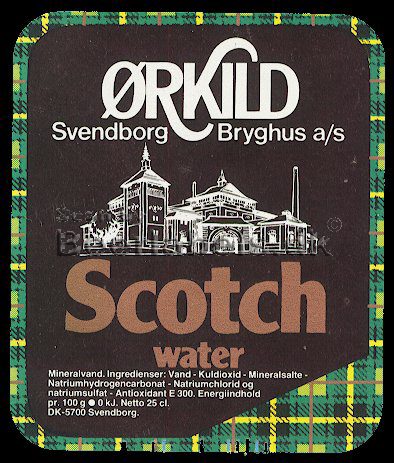 ØRKILD
Svendborg Bryghus a/s
Scotch
water
Mineralvand. Ingredienser: Vand - Kuldioxid - Mineralsalte -
Natriumhydrogencarbonat - Natriumchlorid og
natriumsulfat - Antioxidant E 300. Energiindhold
pr. 100 g ● 0 kJ. Netto 25 cl.
DK-5700 Svendborg.